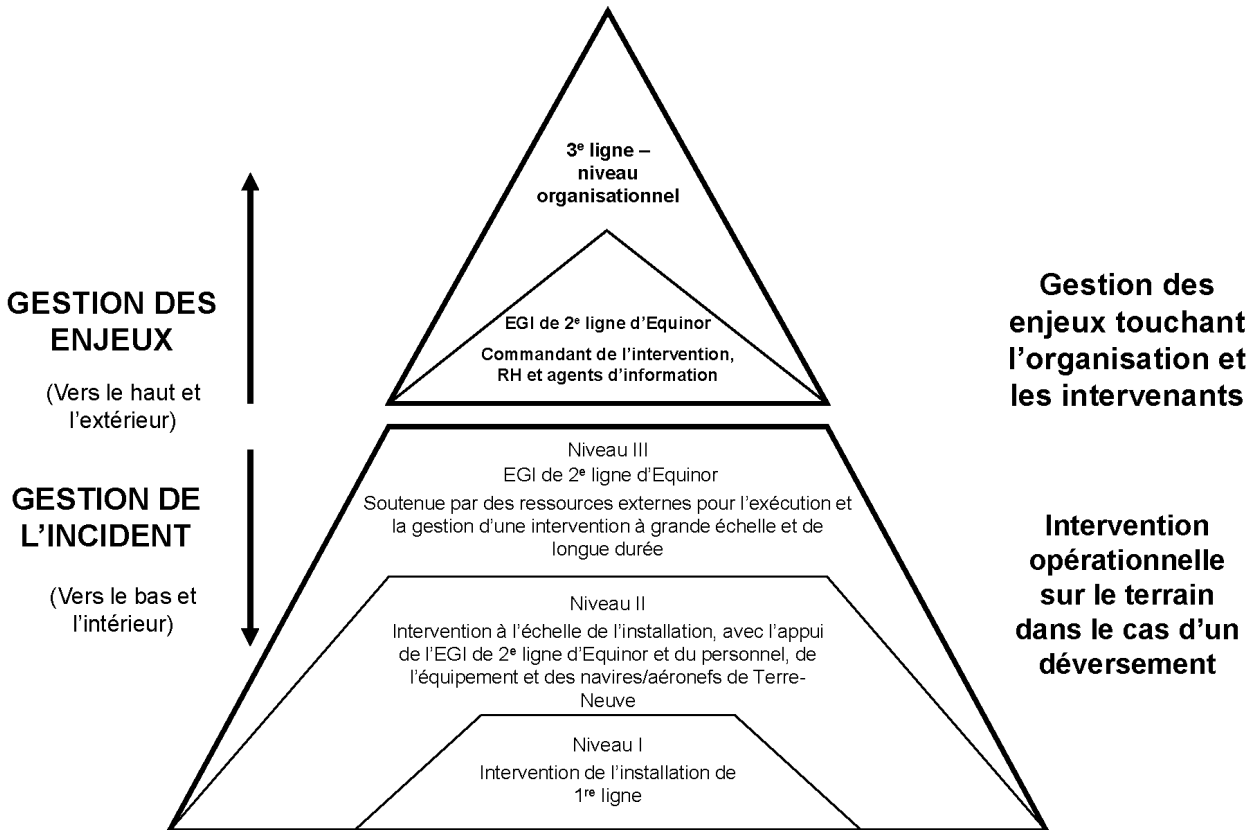 3e ligne –
niveau
organisationnel
GESTION DES
ENJEUX
(Vers le haut et
l'extérieur)
EGI de 2e ligne d'Equinor
Commandant de l'intervention,
RH et agents d'information
Gestion des
enjeux touchant
l'organisation et
les intervenants
GESTION DE
L'INCIDENT
(Vers le bas et
l'intérieur)
Niveau III
EGI de 2e ligne d'Equinor
Soutenue par des ressources externes pour l'exécution et
la gestion d'une intervention à grande échelle et de
longue durée
Niveau II
Intervention à l'échelle de l'installation, avec l'appui
de l'EGI de 2e ligne d'Equinor et du personnel, de
l'équipement et des navires/aéronefs de Terre-
Neuve
Niveau I
Intervention de l'installation de
1re ligne
Intervention
opérationnelle
sur le terrain
dans le cas d'un
déversement